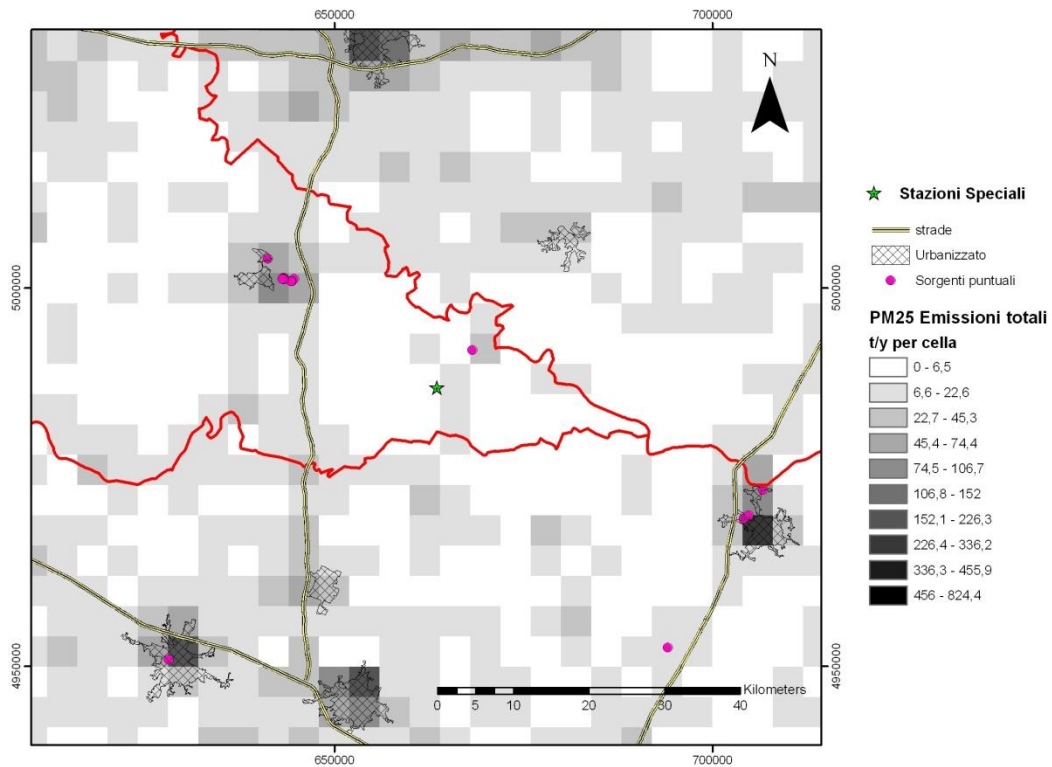 650000 700000
N
Stazioni Speciali
strade
Urbanizzato
Sorgenti puntuali
PM25 Emissioni totali
t/y per cella
0 - 6,5
6,6 - 22,6
22,7 - 45,3
45,4 - 74,4
74,5 - 106,7
106,8 - 152
152,1 - 226,3
226,4 - 336,2
336,3 - 455,9
456 - 824,4
5000000 5000000
4950000 4950000
Kilometers
0 5 10 20 30 40
650000 700000